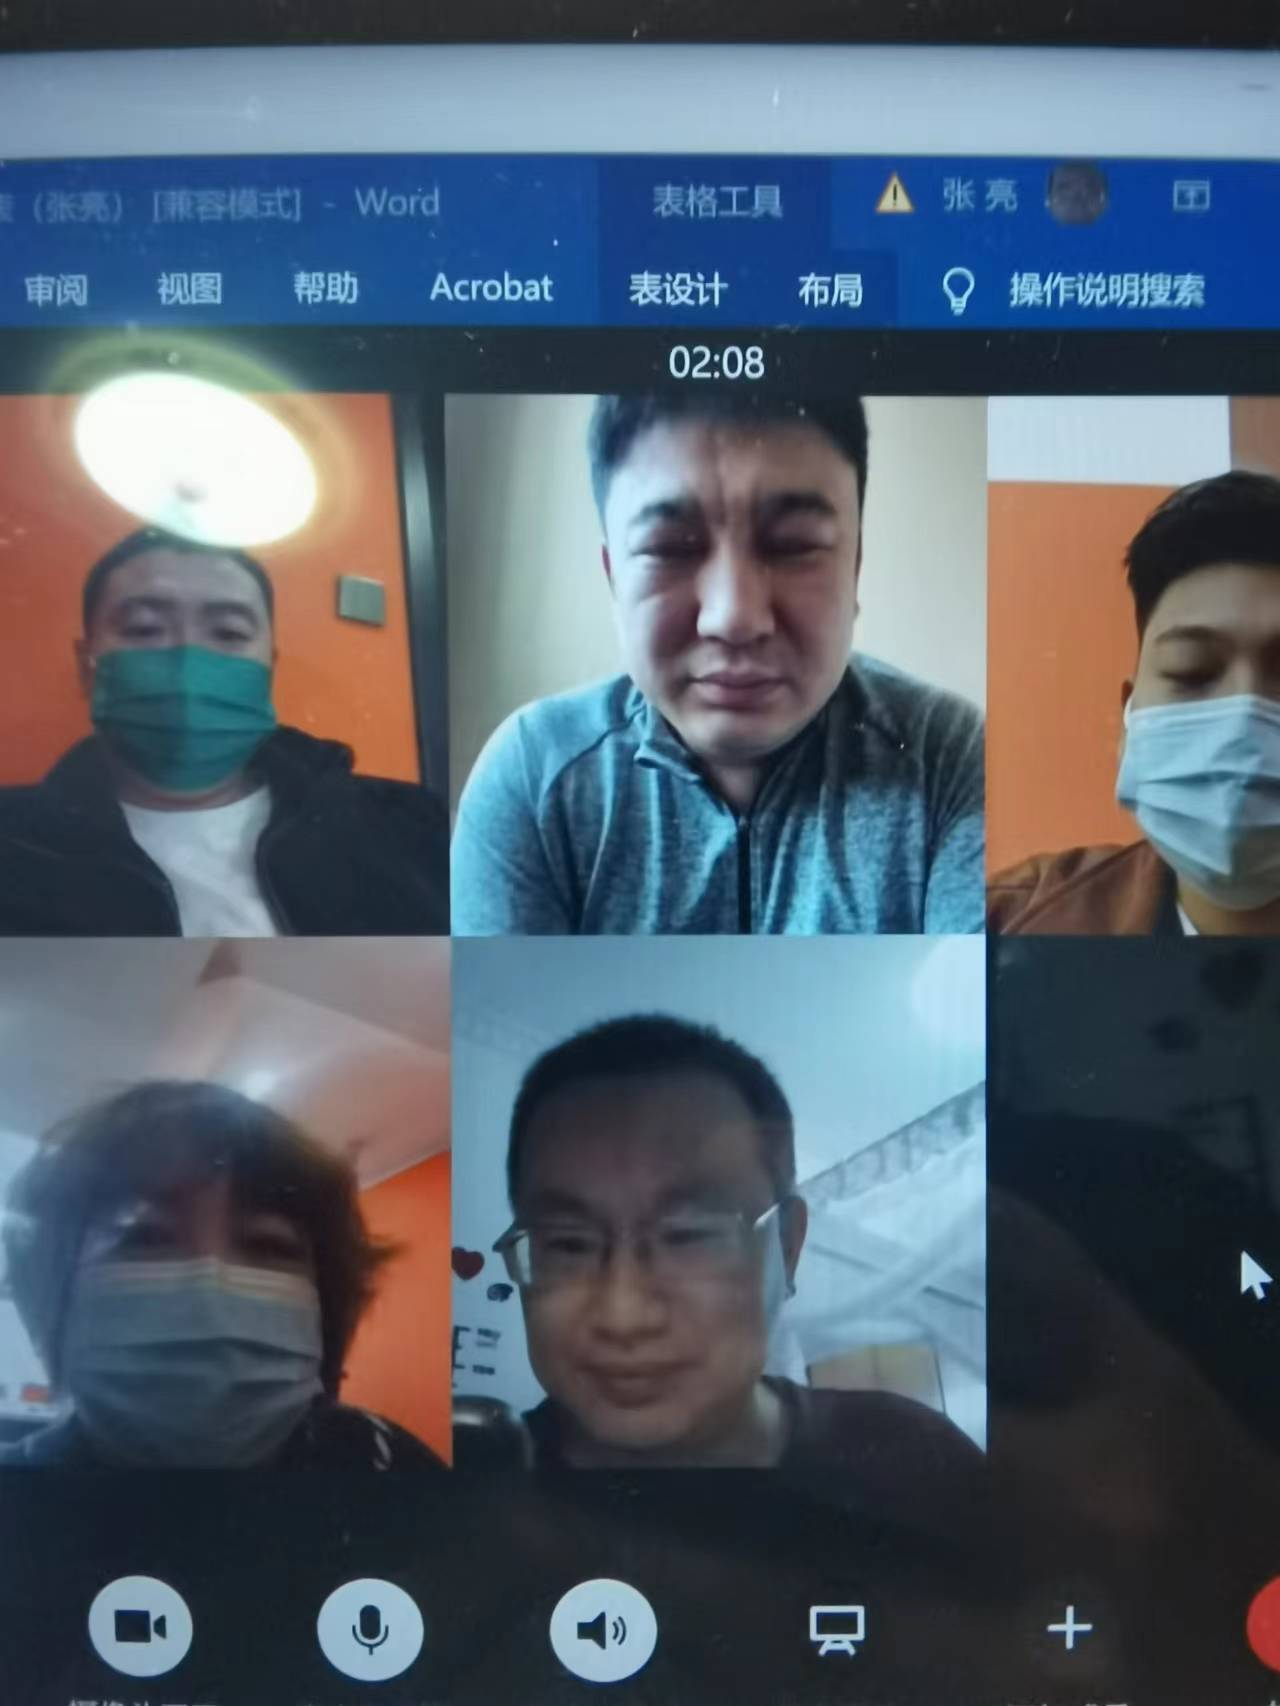 （张亮） [兼容模式] - Word 表格工具 张 亮
审阅 视图 帮助 Acrobat 表设计 布局 操作说明搜索
02:08